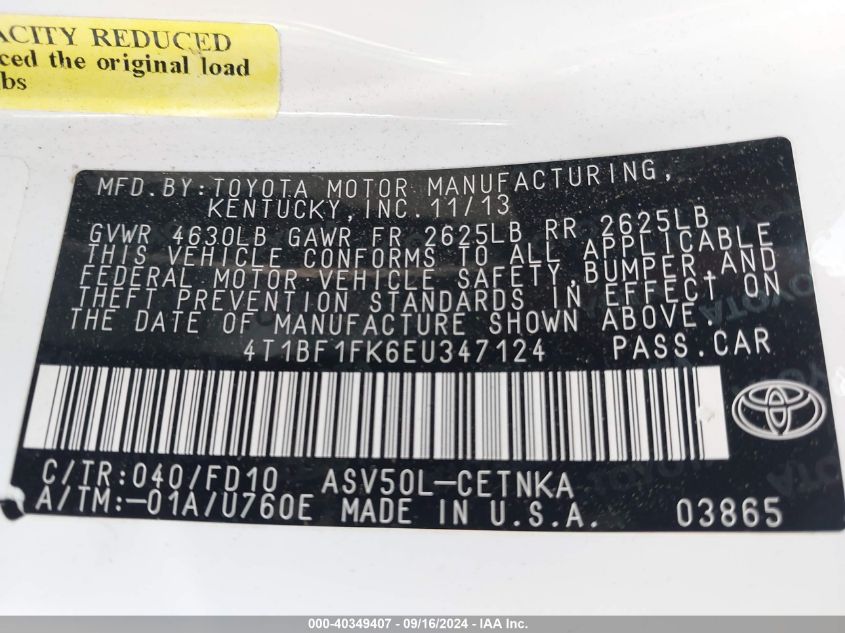 ACITY REDUCED
ced the original load
bs
MFD.BY:TOYOTA MOTOR MANUFACTURING,
KENTUCKY,INC.11/13
GVWR 4630LB GAWR FR 2625LB RR 2625LB
THIS VEHICLE CONFORMS TO ALL APPLICABLE
FEDERAL MOTOR VEHICLE SAFETY,BUMPER,AND
THEFT PREVENTION STANDARDS IN EFFECT ON
THE DATE OF MANUFACTURE SHOWN ABOVE.
4T1BF1FK6EU347124 PASS.CAR
C/TR:040/FD10 ASV50L-CETNKA
A/TM:-01A/U760E MADE IN U.S.A. 03865
000-40349407 - 09/16/2024 - IAA Inc.